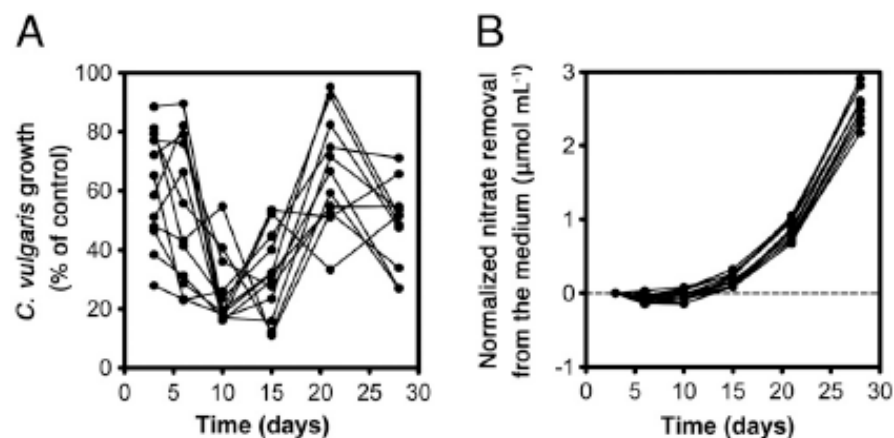 A
C. vulgaris growth
(% of control)
100
80
60
40
20
0
0 5 10 15 20 25 30
Time (days)
B
Normalized nitrate removal
from the medium (μmol mL⁻¹)
3
2
1
0
-1
0 5 10 15 20 25 30
Time (days)